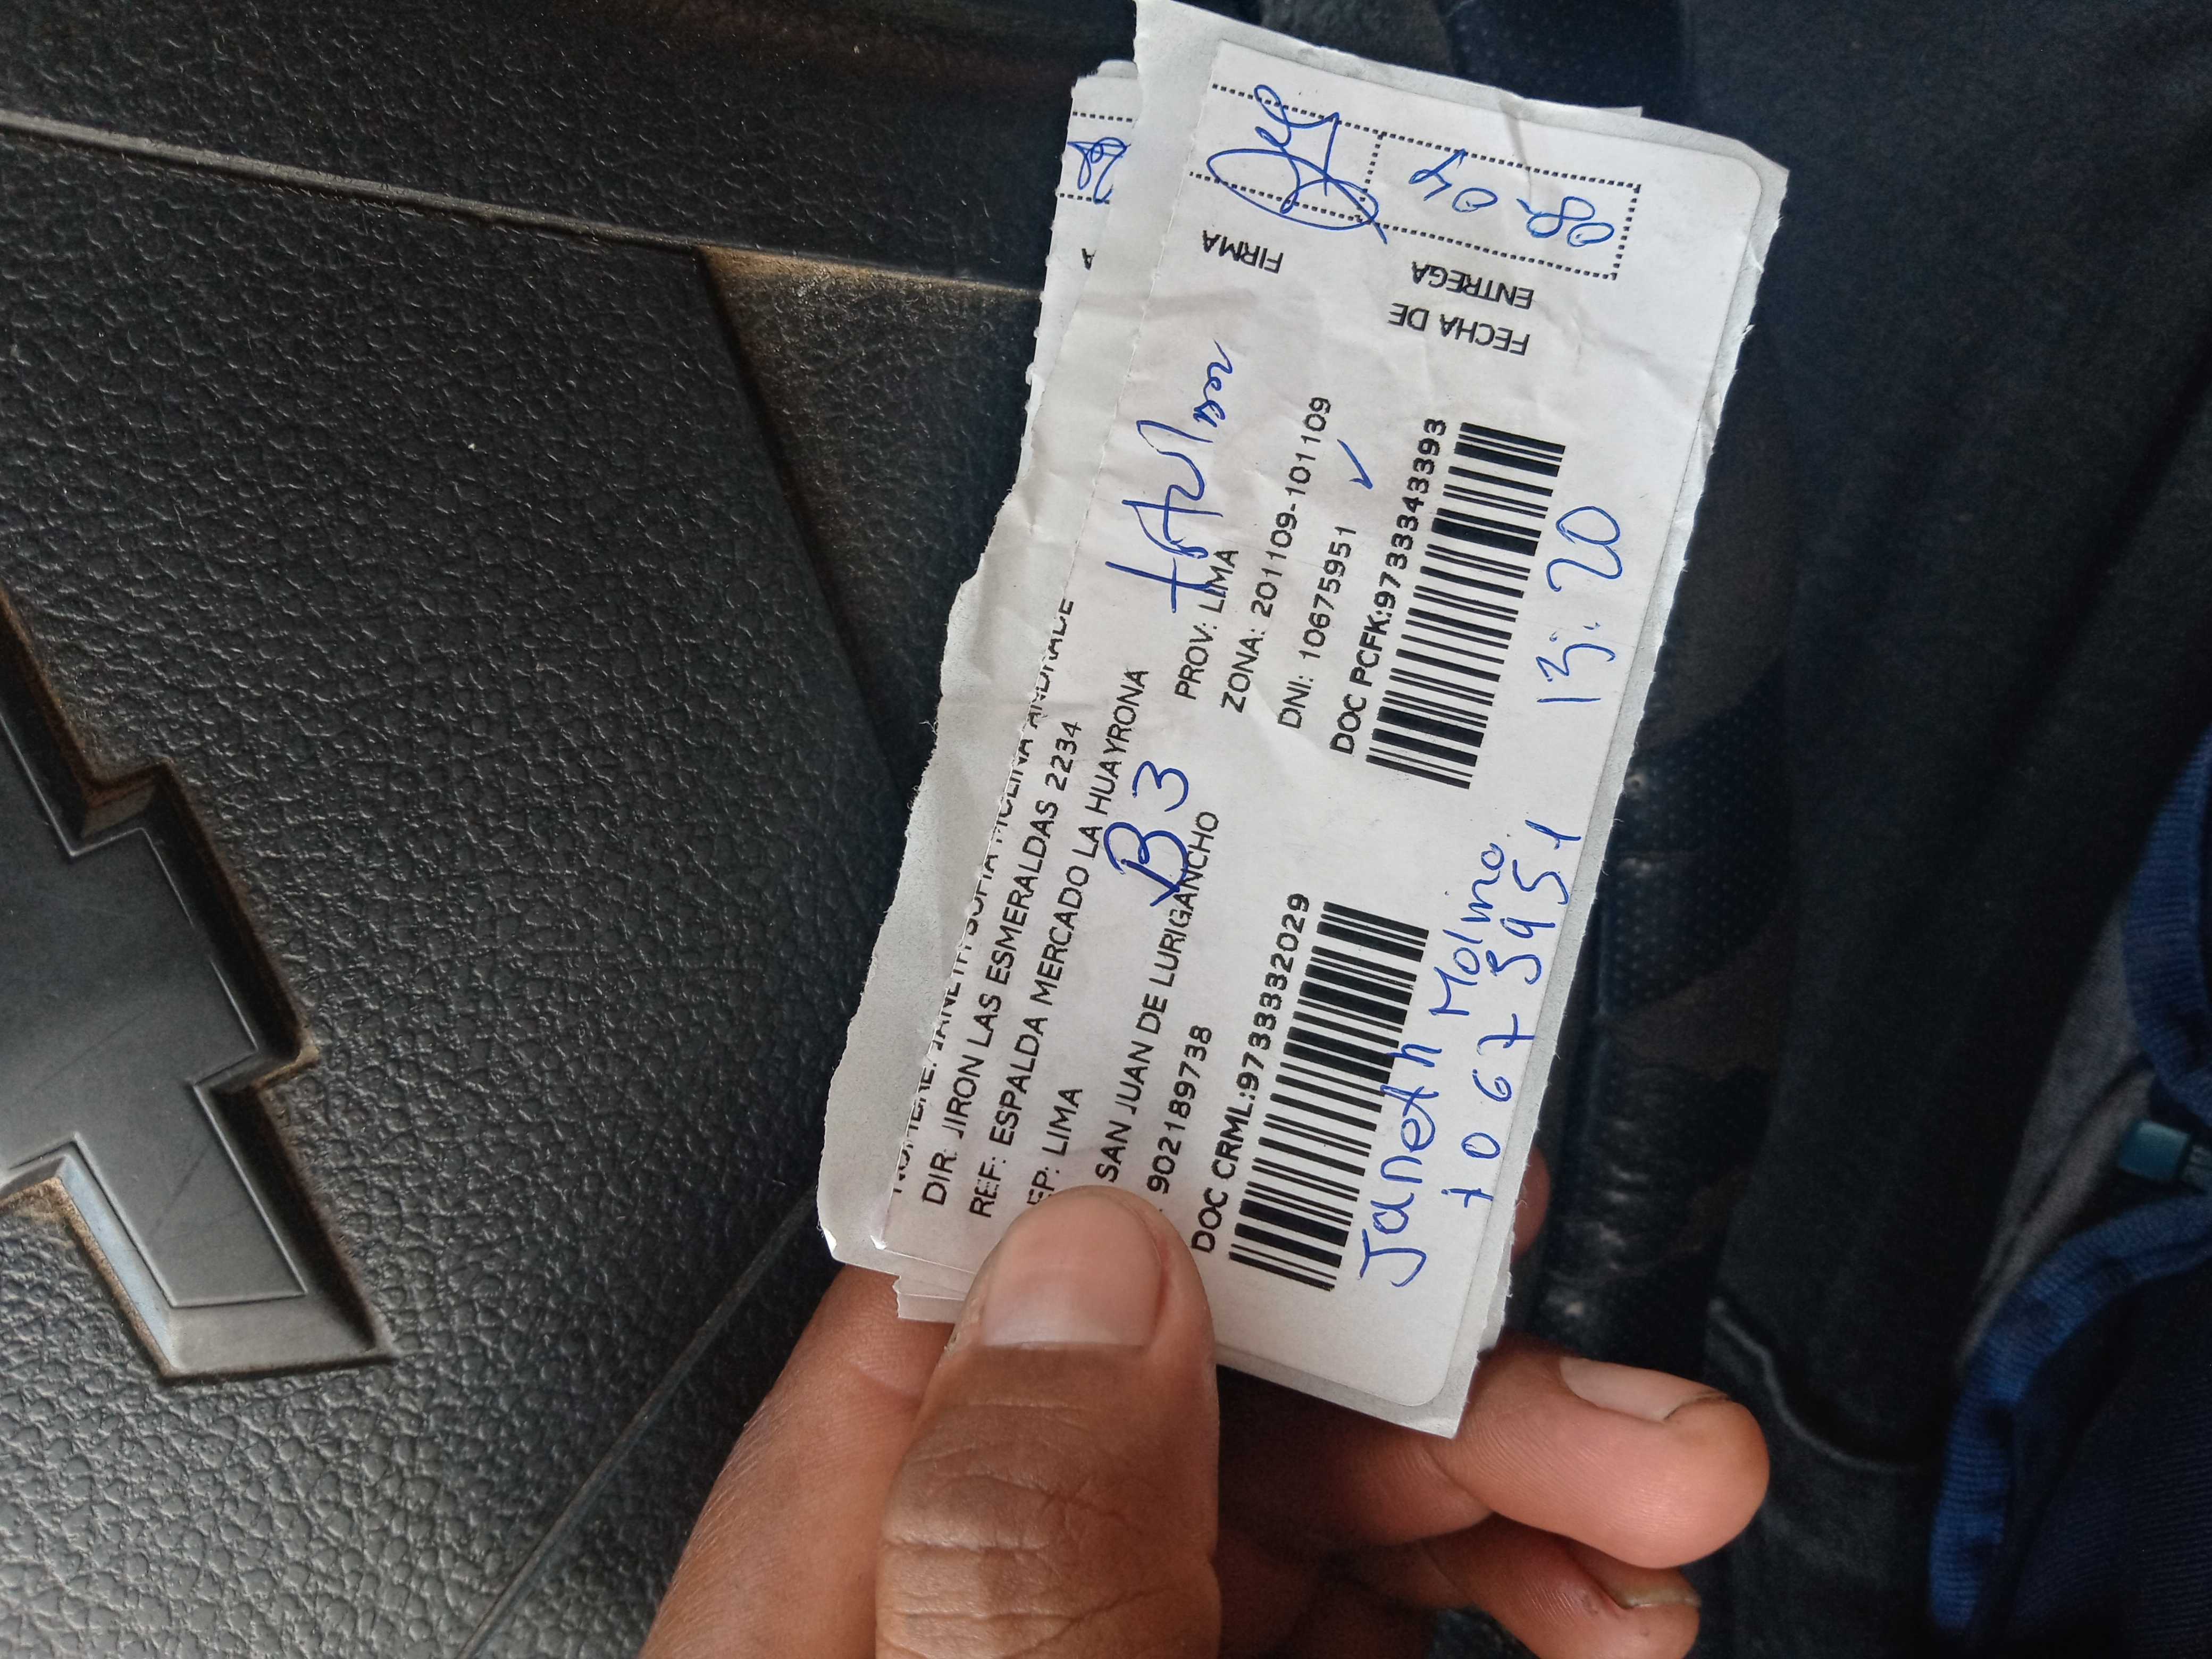 DIR: JIRON LAS ESMERALDAS 2234
REF: ESPALDA MERCADO LA HUAYRONA
EP: LIMA
PROV: LIMA
B3
SAN JUAN DE LURIGANCHO
ZONA: 201109-101109
902189738
DNI: 10675951
DOC CRML:973333332029
DOC PCFK:973334343393
Janeth Molina
10675951
13:20
FIRMA
FECHA DE
ENTREGA
08-04